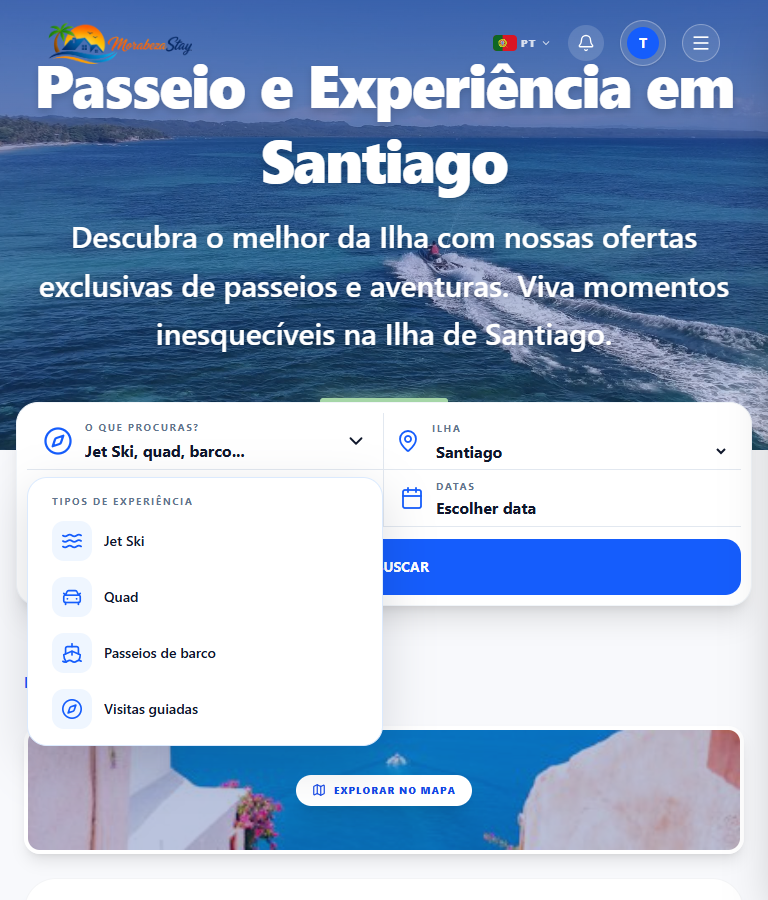 MorabezaStay
PT
T
Passeio e Experiência em
Santiago
Descubra o melhor da Ilha com nossas ofertas
exclusivas de passeios e aventuras. Viva momentos
inesquecíveis na Ilha de Santiago.
O QUE PROCURAS?
Jet Ski, quad, barco...
ILHA
Santiago
DATAS
Escolher data
TIPOS DE EXPERIÊNCIA
Jet Ski
Quad
Passeios de barco
Visitas guiadas
EXPLORAR NO MAPA